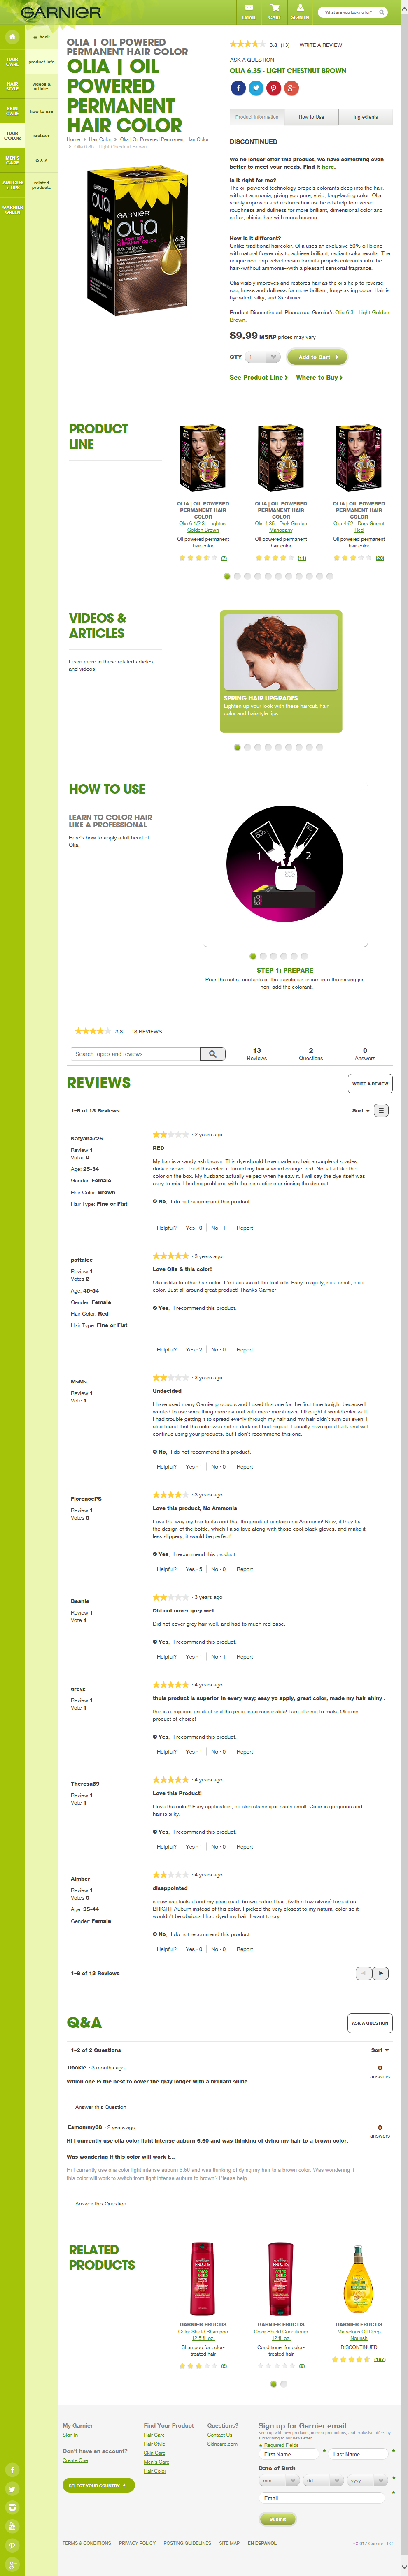 GARNIER
EMAIL
CART
SIGN IN
What are you looking for?
HAIR CARE
HAIR STYLE
SKIN CARE
HAIR COLOR
MEN'S CARE
ARTICLES + TIPS
GARNIER GREEN
back
product info
videos & articles
how to use
reviews
Q & A
related products
OLIA | OIL POWERED
PERMANENT HAIR COLOR
OLIA | OIL
POWERED
PERMANENT
HAIR COLOR
Home > Hair Color > Olia | Oil Powered Permanent Hair Color
> Olia 6.35 - Light Chestnut Brown
GARNIER
olia
6.35
3.8 (13) WRITE A REVIEW
ASK A QUESTION
OLIA 6.35 - LIGHT CHESTNUT BROWN
Product Information
How to Use
Ingredients
DISCONTINUED
We no longer offer this product, we have something even
better to meet your needs. Find it here.
Is it right for me?
The oil powered technology propels colorants deep into the hair,
without ammonia, giving you pure, vivid, long-lasting color. Olia
visibly improves and restores hair as the oils help to reverse
roughness and dullness for more brilliant, dimensional color and
softer, shinier hair with more bounce.
How is it different?
Unlike traditional haircolor, Olia uses an exclusive 60% oil blend
with natural flower oils to achieve brilliant, radiant color results. The
unique non-drip velvet cream formula propels colorants into the
hair—without ammonia–with a pleasant sensorial fragrance.
Olia visibly improves and restores hair as the oils help to reverse
roughness and dullness for more brilliant, long-lasting color. Hair is
hydrated, silky, and 3x shinier.
Product Discontinued. Please see Garnier's Olia 6.3 - Light Golden
Brown.
$9.99 MSRP prices may vary
QTY 1 Add to Cart
See Product Line
Where to Buy
PRODUCT
LINE
OLIA | OIL POWERED
PERMANENT HAIR
COLOR
Olia 6 1/2.3 - Lightest
Golden Brown
Oil powered permanent
hair color
(7)
OLIA | OIL POWERED
PERMANENT HAIR
COLOR
Olia 4.35 - Dark Golden
Mahogany
Oil powered permanent
hair color
(11)
OLIA | OIL POWERED
PERMANENT HAIR
COLOR
Olia 4.62 - Dark Garnet
Red
Oil powered permanent
hair color
VIDEOS &
ARTICLES
Learn more in these related articles
and videos
SPRING HAIR UPGRADES
Lighten up your look with these haircut, hair
color and hairstyle tips
HOW TO USE
LEARN TO COLOR HAIR
LIKE A PROFESSIONAL
Here's how to apply a full head of
Olia.
1
2
STEP 1: PREPARE
Pour the entire contents of the developer cream into the mixing jar.
Then, add the colorant.
3.8 13 REVIEWS
Search topics and reviews
13
Reviews
2
Questions
0
Answers
REVIEWS
WRITE A REVIEW
1–8 of 13 Reviews
Sort
Katyana726
Review 1
Votes 0
Age: 25-34
Gender: Female
Hair Color: Brown
Hair Type: Fine or Flat
· 2 years ago
RED
My hair is a sandy ash brown. This dye should have made my hair a couple of shades
darker brown. Tried this color, it turned my hair a weird orange-red. Not at all like the
color on the box. My husband actually yelped when he saw it. I will try the dye itself was
easy to mix. I had no problems with the instructions or rinsing the dye out.
No, I do not recommend this product.
Helpful? Yes · 0 No · 1 Report
pattalee
Review 1
Votes 2
Age: 45-54
Gender: Female
Hair Color: Red
Hair Type: Fine or Flat
· 3 years ago
Love Olia & this color!
Olia is like to other hair color. It's because of the fruit oils! Easy to apply, nice smell, nice
color. Just all around great product! Thanks Garnier
Yes, I recommend this product.
Helpful? Yes · 2 No · 0 Report
MoMs
Review 1
Vote 1
· 3 years ago
Undecided
I have used many Garnier products and I used this one for the first time tonight because I
wanted to use something more natural and thought it would moisturize. It did look cool but
I had trouble getting it to spread evenly through my hair and my hair didn't turn out even. I
also found that the color was not as dark as I had hoped. I would have good luck if I could
continue using your products, but I don't recommend this one.
No, I do not recommend this product.
Helpful? Yes · 1 No · 0 Report
FlorencePS
Review 1
Votes 5
· 3 years ago
Love this product, No Ammonia
Love the way my hair looks and that the product contains no Ammonia! Now, if they fix
the design of the bottle, which I also love along with those cool black gloves, and make it
less slippery, it would be perfect!
Yes, I recommend this product.
Helpful? Yes · 5 No · 0 Report
Beanie
Review 1
Vote 1
· 3 years ago
Did not cover grey well
Did not cover grey hair well, and had to much red base.
Yes, I recommend this product.
Helpful? Yes · 1 No · 1 Report
greyz
Review 1
Vote 1
· 4 years ago
thuis product is superior in every way; easy yo apply, great color, made my hair shiny .
this is a superior product and the price is so reasonable! I am planing to make Olio my
procuct of choice!
Yes, I recommend this product.
Helpful? Yes · 1 No · 0 Report
Theresa59
Review 1
Vote 1
· 4 years ago
Love this Product!
I love the color!! Easy application, no skin staining or nasty smell. Color is gorgeous and
hair is silky.
Yes, I recommend this product.
Helpful? Yes · 1 No · 0 Report
Aimber
Review 1
Votes 0
Age: 35-44
Gender: Female
· 4 years ago
disappointed
screw cap leaked and my plain med. brown natural hair, (with a few silvers) turned out
BRIGHT Auburn instead of this color. I picked the very closest to my natural color so it
wouldn't be obvious I had dyed my hair. I want to cry.
No, I do not recommend this product.
Helpful? Yes · 0 No · 0 Report
1–8 of 13 Reviews
Q&A
ASK A QUESTION
1–2 of 2 Questions
Sort
Dookie · 3 months ago
Which one is the best to cover the gray longer with a brilliant shine
0
answers
Answer this Question
Eamommy08 · 2 years ago
Hi I currently use olia color light intense auburn 6.60 and was thinking of dying my hair to a brown color.
Was wondering if this color will work t...
0
answers
Hi I currently use olia color light intense auburn 6.60 and was thinking of dying my hair to a brown color. Was wondering if
this color will work to switch from light intense auburn to brown? Please help
Answer this Question
RELATED
PRODUCTS
GARNIER FRUCTIS
Color Shield Shampoo
12.5 fl. oz.
Shampoo for color-
treated hair
GARNIER FRUCTIS
Color Shield Conditioner
12 fl. oz.
Conditioner for color-
treated hair
GARNIER FRUCTIS
Marvelous Oil Deep
Nourish
DISCONTINUED
(187)
My Garnier
Sign In
Don't have an account?
Create One
SELECT YOUR COUNTRY
Find Your Product
Hair Care
Hair Style
Skin Care
Men's Care
Hair Color
Questions?
Contact Us
Skincare.com
Sign up for Garnier email
Keep up with new products, current promotions, and exclusive offers by
subscribing to our newsletter.
Required Fields
First Name *
Last Name *
Date of Birth
mm dd yyyy *
Email *
Submit
TERMS & CONDITIONS PRIVACY POLICY POSTING GUIDELINES SITE MAP EN ESPANOL
©2017 Garnier LLC